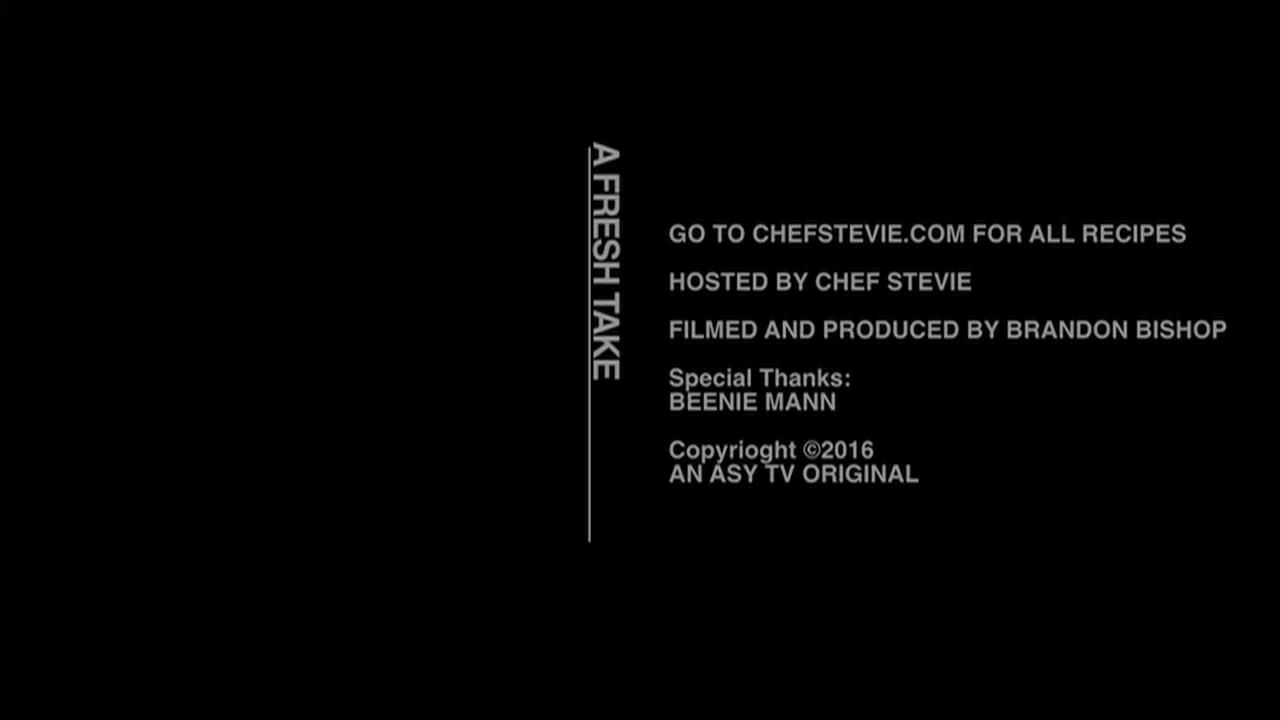 A FRESH TAKE
GO TO CHEFSTEVIE.COM FOR ALL RECIPES
HOSTED BY CHEF STEVIE
FILMED AND PRODUCED BY BRANDON BISHOP
Special Thanks:
BEENIE MANN
Copyrioght ©2016
AN ASY TV ORIGINAL